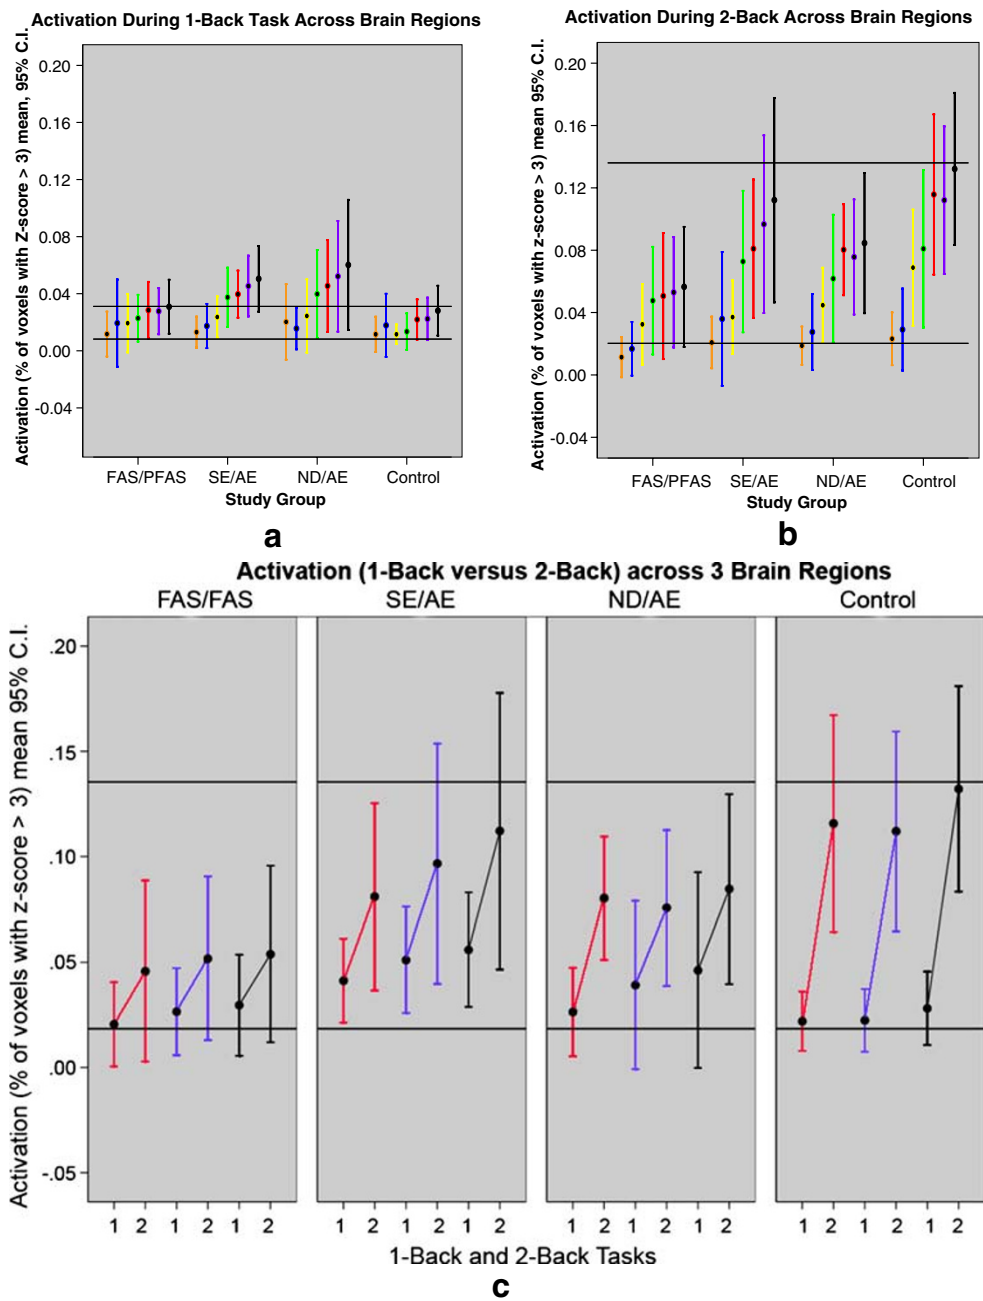 Activation During 1-Back Task Across Brain Regions
Activation (% of voxels with Z-score > 3) mean, 95% C.I.
0.20
0.16
0.12
0.08
0.04
0.00
-0.04
FAS/PFAS SE/AE ND/AE Control
Study Group
a
Activation During 2-Back Across Brain Regions
Activation (% of voxels with z-score > 3) mean 95% C.I.
0.20
0.16
0.12
0.08
0.04
0.00
-0.04
FAS/PFAS SE/AE ND/AE Control
Study Group
b
Activation (1-Back versus 2-Back) across 3 Brain Regions
FAS/FAS SE/AE ND/AE Control
Activation (% of voxels with z-score > 3) mean 95% C.I.
.20
.15
.10
.05
.00
-.05
1 2 1 2 1 2 1 2 1 2 1 2 1 2 1 2 1 2 1 2 1 2 1 2
1-Back and 2-Back Tasks
c